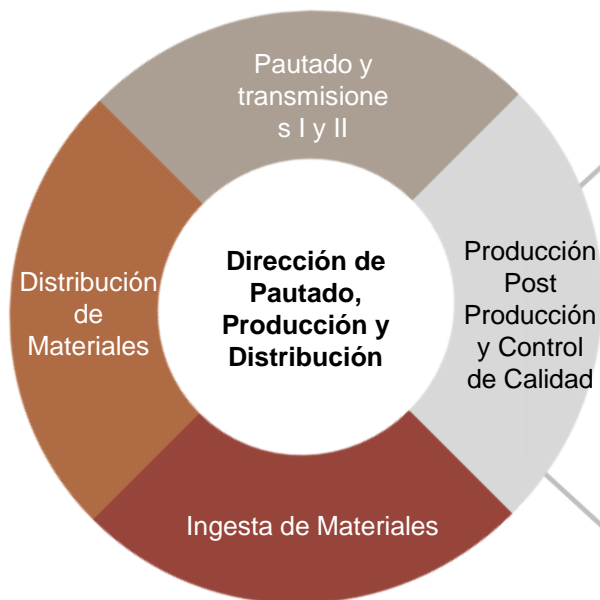 Pautado y
transmisione
s I y II
Dirección de
Pautado,
Producción y
Distribución
Producción
Post
Producción
y Control
de Calidad
Distribución
de
Materiales
Ingesta de Materiales